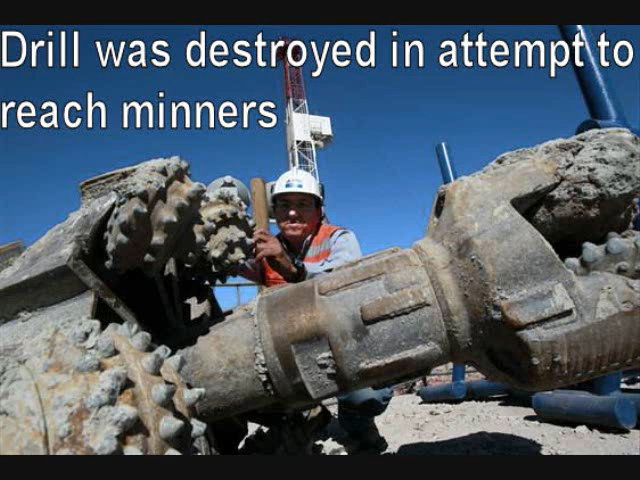 Drill was destroyed in attempt to
reach minners